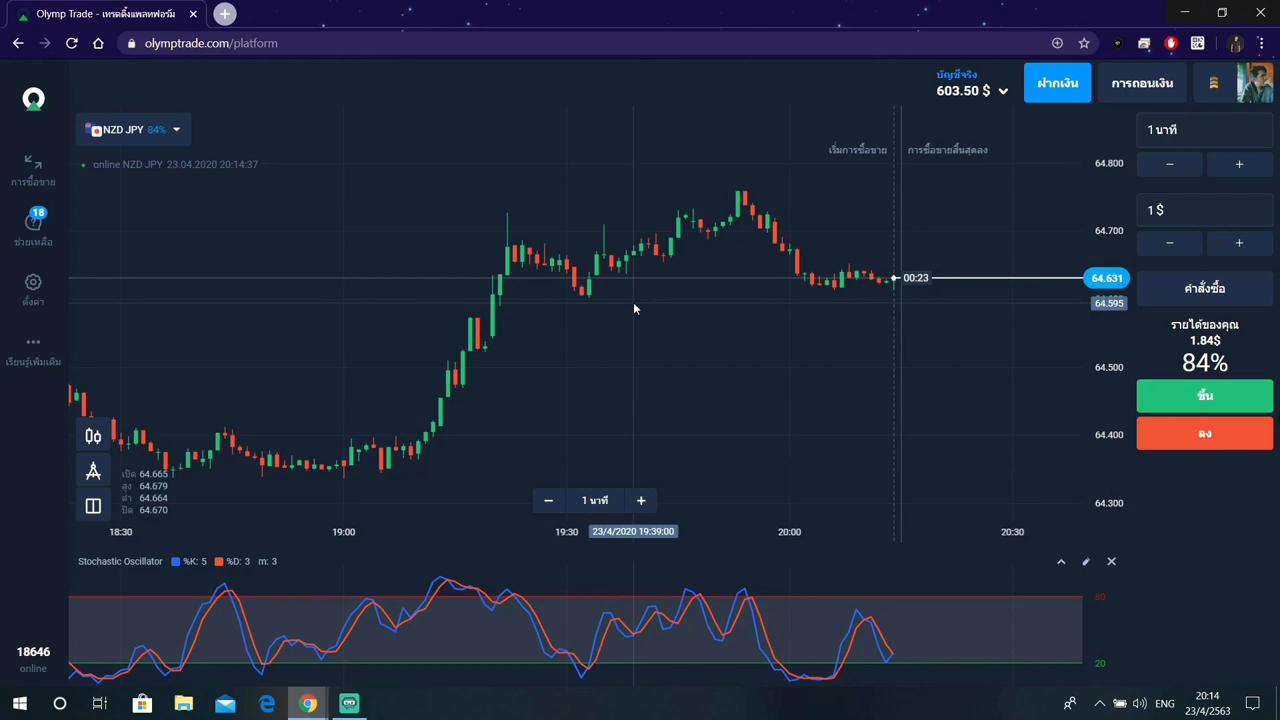 Olymp Trade - เทรดดิ้งแพลทฟอร์ม
olymptrade.com/platform
บัญชีจริง
603.50 $
ฝากเงิน
การถอนเงิน
NZD JPY 84%
online NZD JPY 23.04.2020 20:14:37
เริ่มการซื้อขาย
การซื้อขายสิ้นสุดลง
การซื้อขาย
18
ช่วยเหลือ
ตั้งค่า
เรียนรู้เพิ่มเติม
64.800
64.700
00:23
64.631
64.595
64.500
64.400
64.300
1 นาที
1 $
คำสั่งซื้อ
รายได้ของคุณ
1.84$
84%
ขึ้น
ลง
เปิด 64.665
สูง 64.679
ต่ำ 64.664
ปิด 64.670
1 นาที
18:30
19:00
19:30
23/4/2020 19:39:00
20:00
20:30
Stochastic Oscillator %K: 5 %D: 3 m: 3
80
20
18646
online
ENG
20:14
23/4/2563